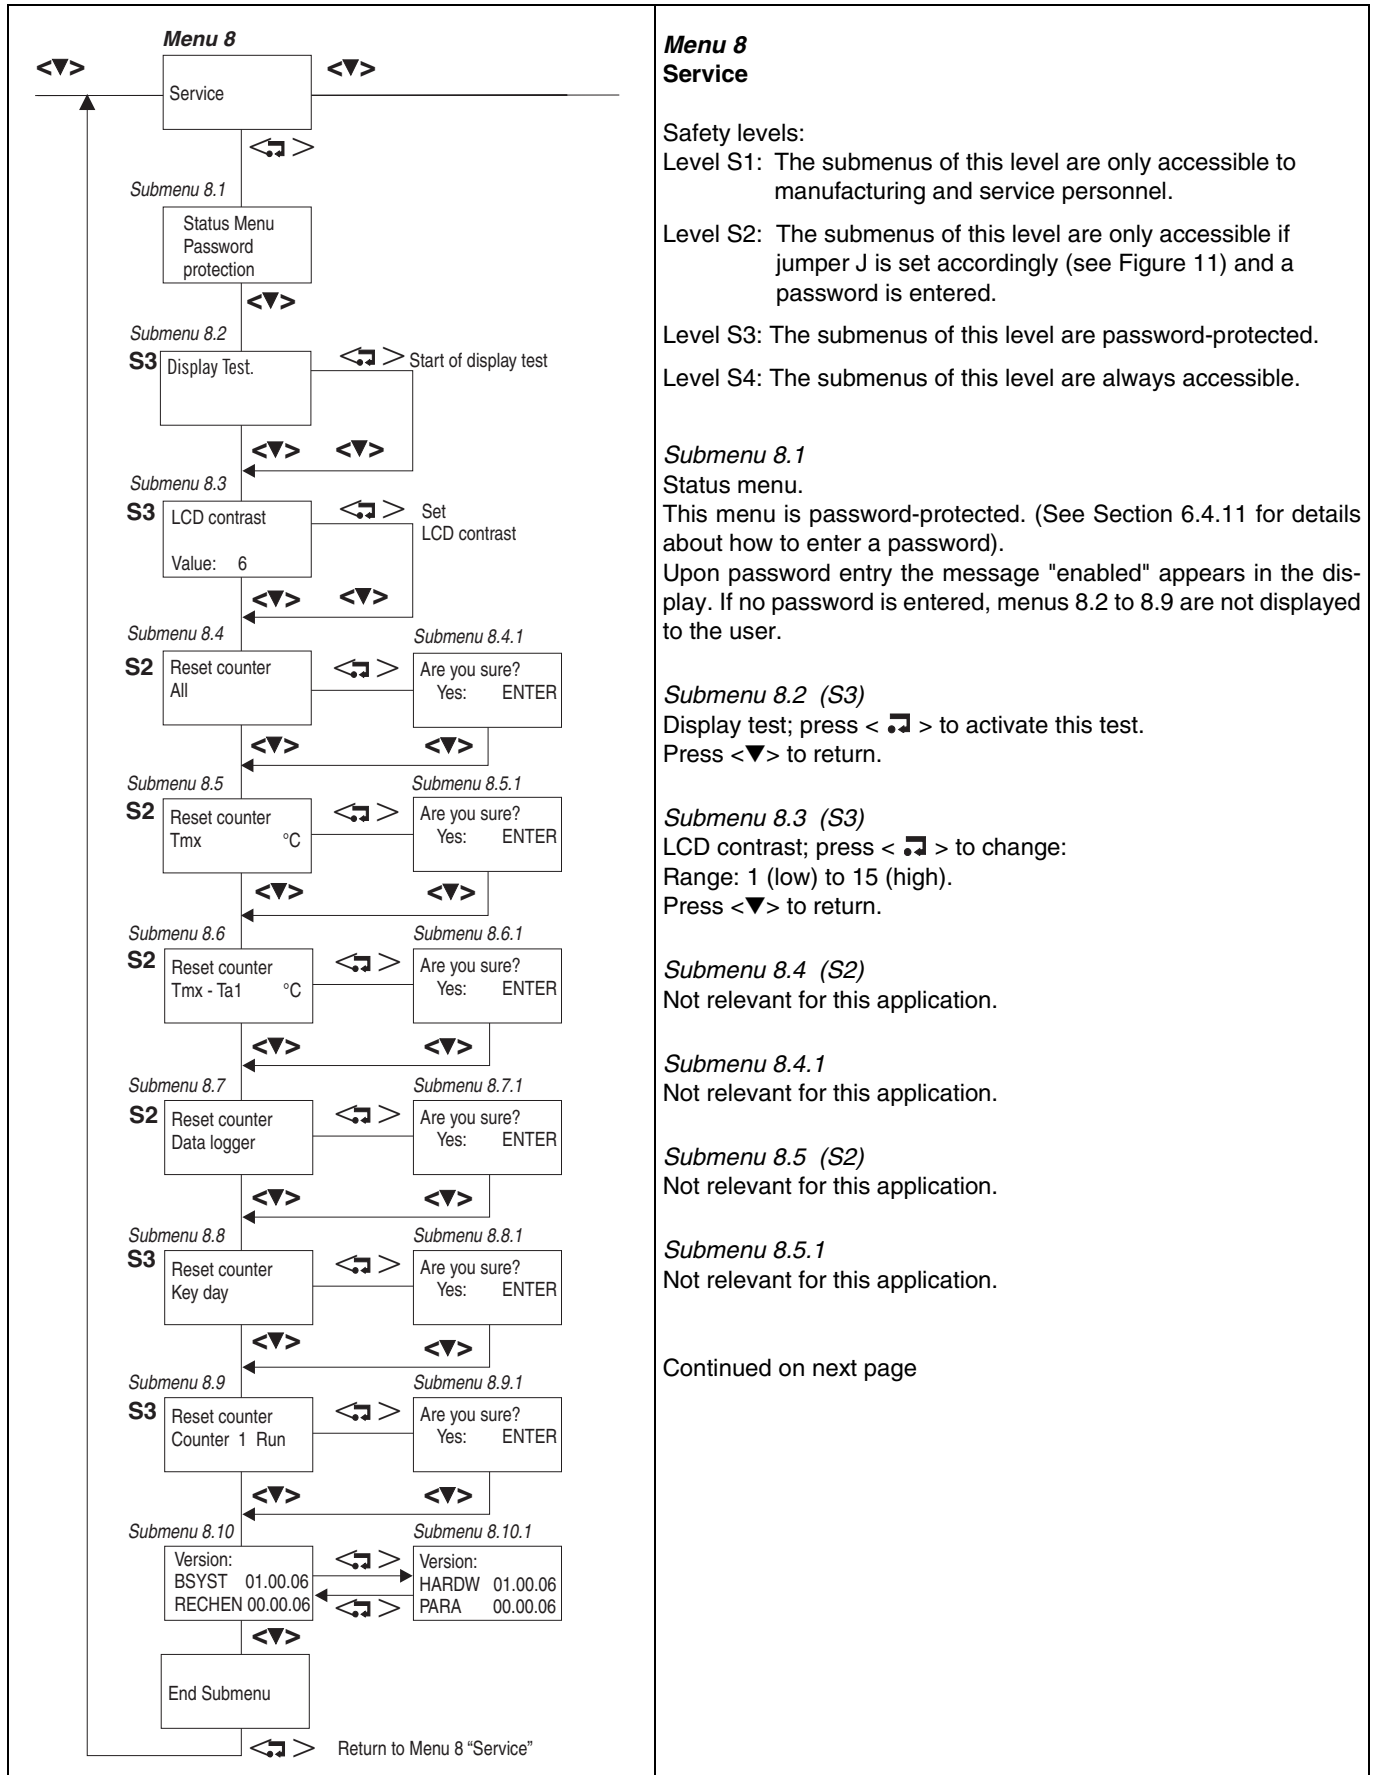 Menu 8
<▼> <▼>
Service
< >
Submenu 8.1
Status Menu
Password
protection
<▼>
Submenu 8.2
S3 Display Test. < > Start of display test
<▼> <▼>
Submenu 8.3
S3 LCD contrast < > Set
LCD contrast
Value: 6
<▼> <▼>
Submenu 8.4 Submenu 8.4.1
S2 Reset counter < > Are you sure?
All Yes: ENTER
<▼> <▼>
Submenu 8.5 Submenu 8.5.1
S2 Reset counter < > Are you sure?
Tmx °C Yes: ENTER
<▼> <▼>
Submenu 8.6 Submenu 8.6.1
S2 Reset counter < > Are you sure?
Tmx - Ta1 °C Yes: ENTER
<▼> <▼>
Submenu 8.7 Submenu 8.7.1
S2 Reset counter < > Are you sure?
Data logger Yes: ENTER
<▼> <▼>
Submenu 8.8 Submenu 8.8.1
S3 Reset counter < > Are you sure?
Key day Yes: ENTER
<▼> <▼>
Submenu 8.9 Submenu 8.9.1
S3 Reset counter < > Are you sure?
Counter 1 Run Yes: ENTER
<▼> <▼>
Submenu 8.10 Submenu 8.10.1
Version: < > Version:
BSYST 01.00.06 HARDW 01.00.06
RECHEN 00.00.06 < > PARA 00.00.06
<▼>
End Submenu
< > Return to Menu 8 “Service”
Menu 8
Service
Safety levels:
Level S1: The submenus of this level are only accessible to
manufacturing and service personnel.
Level S2: The submenus of this level are only accessible if
jumper J is set accordingly (see Figure 11) and a
password is entered.
Level S3: The submenus of this level are password-protected.
Level S4: The submenus of this level are always accessible.
Submenu 8.1
Status menu.
This menu is password-protected. (See Section 6.4.11 for details
about how to enter a password).
Upon password entry the message "enabled" appears in the dis-
play. If no password is entered, menus 8.2 to 8.9 are not displayed
to the user.
Submenu 8.2 (S3)
Display test; press < > to activate this test.
Press <▼> to return.
Submenu 8.3 (S3)
LCD contrast; press < > to change:
Range: 1 (low) to 15 (high).
Press <▼> to return.
Submenu 8.4 (S2)
Not relevant for this application.
Submenu 8.4.1
Not relevant for this application.
Submenu 8.5 (S2)
Not relevant for this application.
Submenu 8.5.1
Not relevant for this application.
Continued on next page